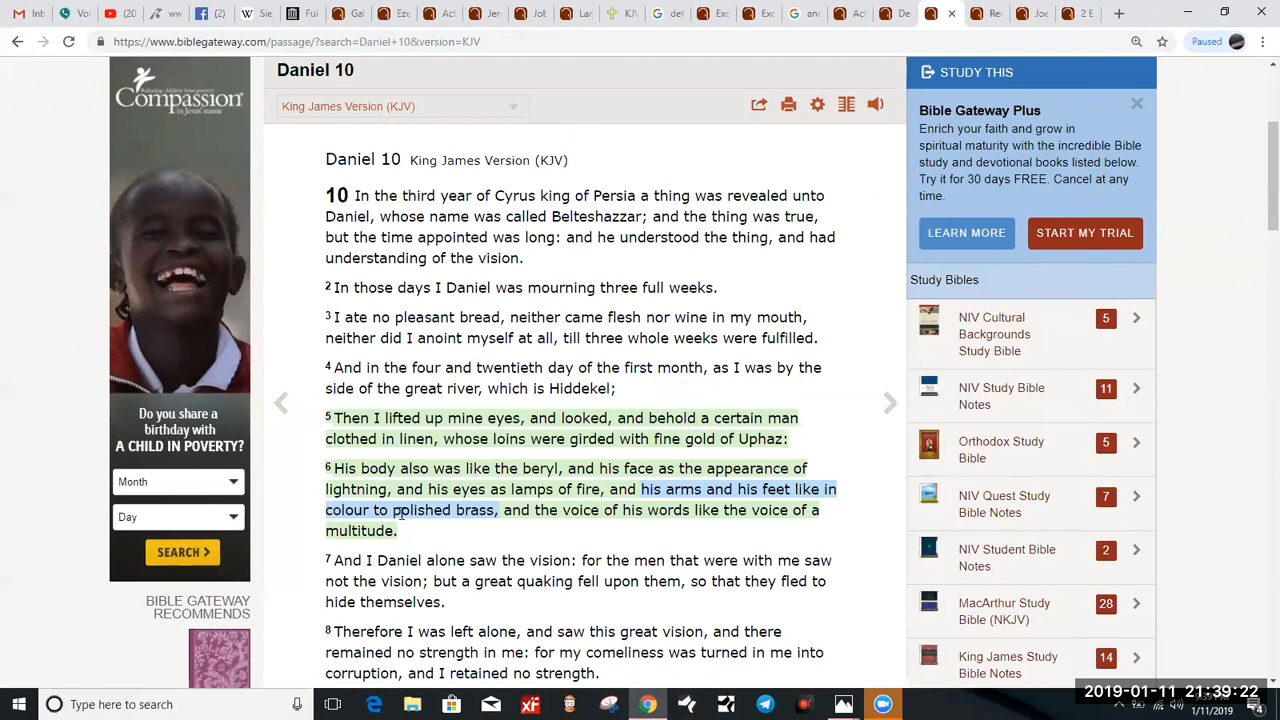 Gal
Eze
Act
Jere
Job
Lar
KJ
def
Exo
Exo
anc
Act
De
Rev
Joe
2 E
https://www.biblegateway.com/passage/?search=Daniel+10&version=KJV
Paused
Compassion
in Jesus' name
Do you share a
birthday with
A CHILD IN POVERTY?
Month
Day
SEARCH
BIBLE GATEWAY
RECOMMENDS
Daniel 10
King James Version (KJV)
Daniel 10 King James Version (KJV)
10 In the third year of Cyrus king of Persia a thing was revealed unto
Daniel, whose name was called Belteshazzar; and the thing was true,
but the time appointed was long: and he understood the thing, and had
understanding of the vision.
2 In those days I Daniel was mourning three full weeks.
3 I ate no pleasant bread, neither came flesh nor wine in my mouth,
neither did I anoint myself at all, till three whole weeks were fulfilled.
4 And in the four and twentieth day of the first month, as I was by the
side of the great river, which is Hiddekel;
5 Then I lifted up mine eyes, and looked, and behold a certain man
clothed in linen, whose loins were girded with fine gold of Uphaz:
6 His body also was like the beryl, and his face as the appearance of
lightning, and his eyes as lamps of fire, and his arms and his feet like in
colour to polished brass, and the voice of his words like the voice of a
multitude.
7 And I Daniel alone saw the vision: for the men that were with me saw
not the vision; but a great quaking fell upon them, so that they fled to
hide themselves.
8 Therefore I was left alone, and saw this great vision, and there
remained no strength in me: for my comeliness was turned in me into
corruption, and I retained no strength.
STUDY THIS
Bible Gateway Plus
Enrich your faith and grow in
spiritual maturity with the incredible Bible
study and devotional books listed below.
Try it for 30 days FREE. Cancel at any
time.
LEARN MORE
START MY TRIAL
Study Bibles
NIV Cultural
Backgrounds
Study Bible
5
NIV Study Bible
Notes
11
Orthodox Study
Bible
5
NIV Quest Study
Bible Notes
7
NIV Student Bible
Notes
2
MacArthur Study
Bible (NKJV)
28
King James Study
Bible Notes
14
Type here to search
2019-01-11 21:39:22
1/11/2019